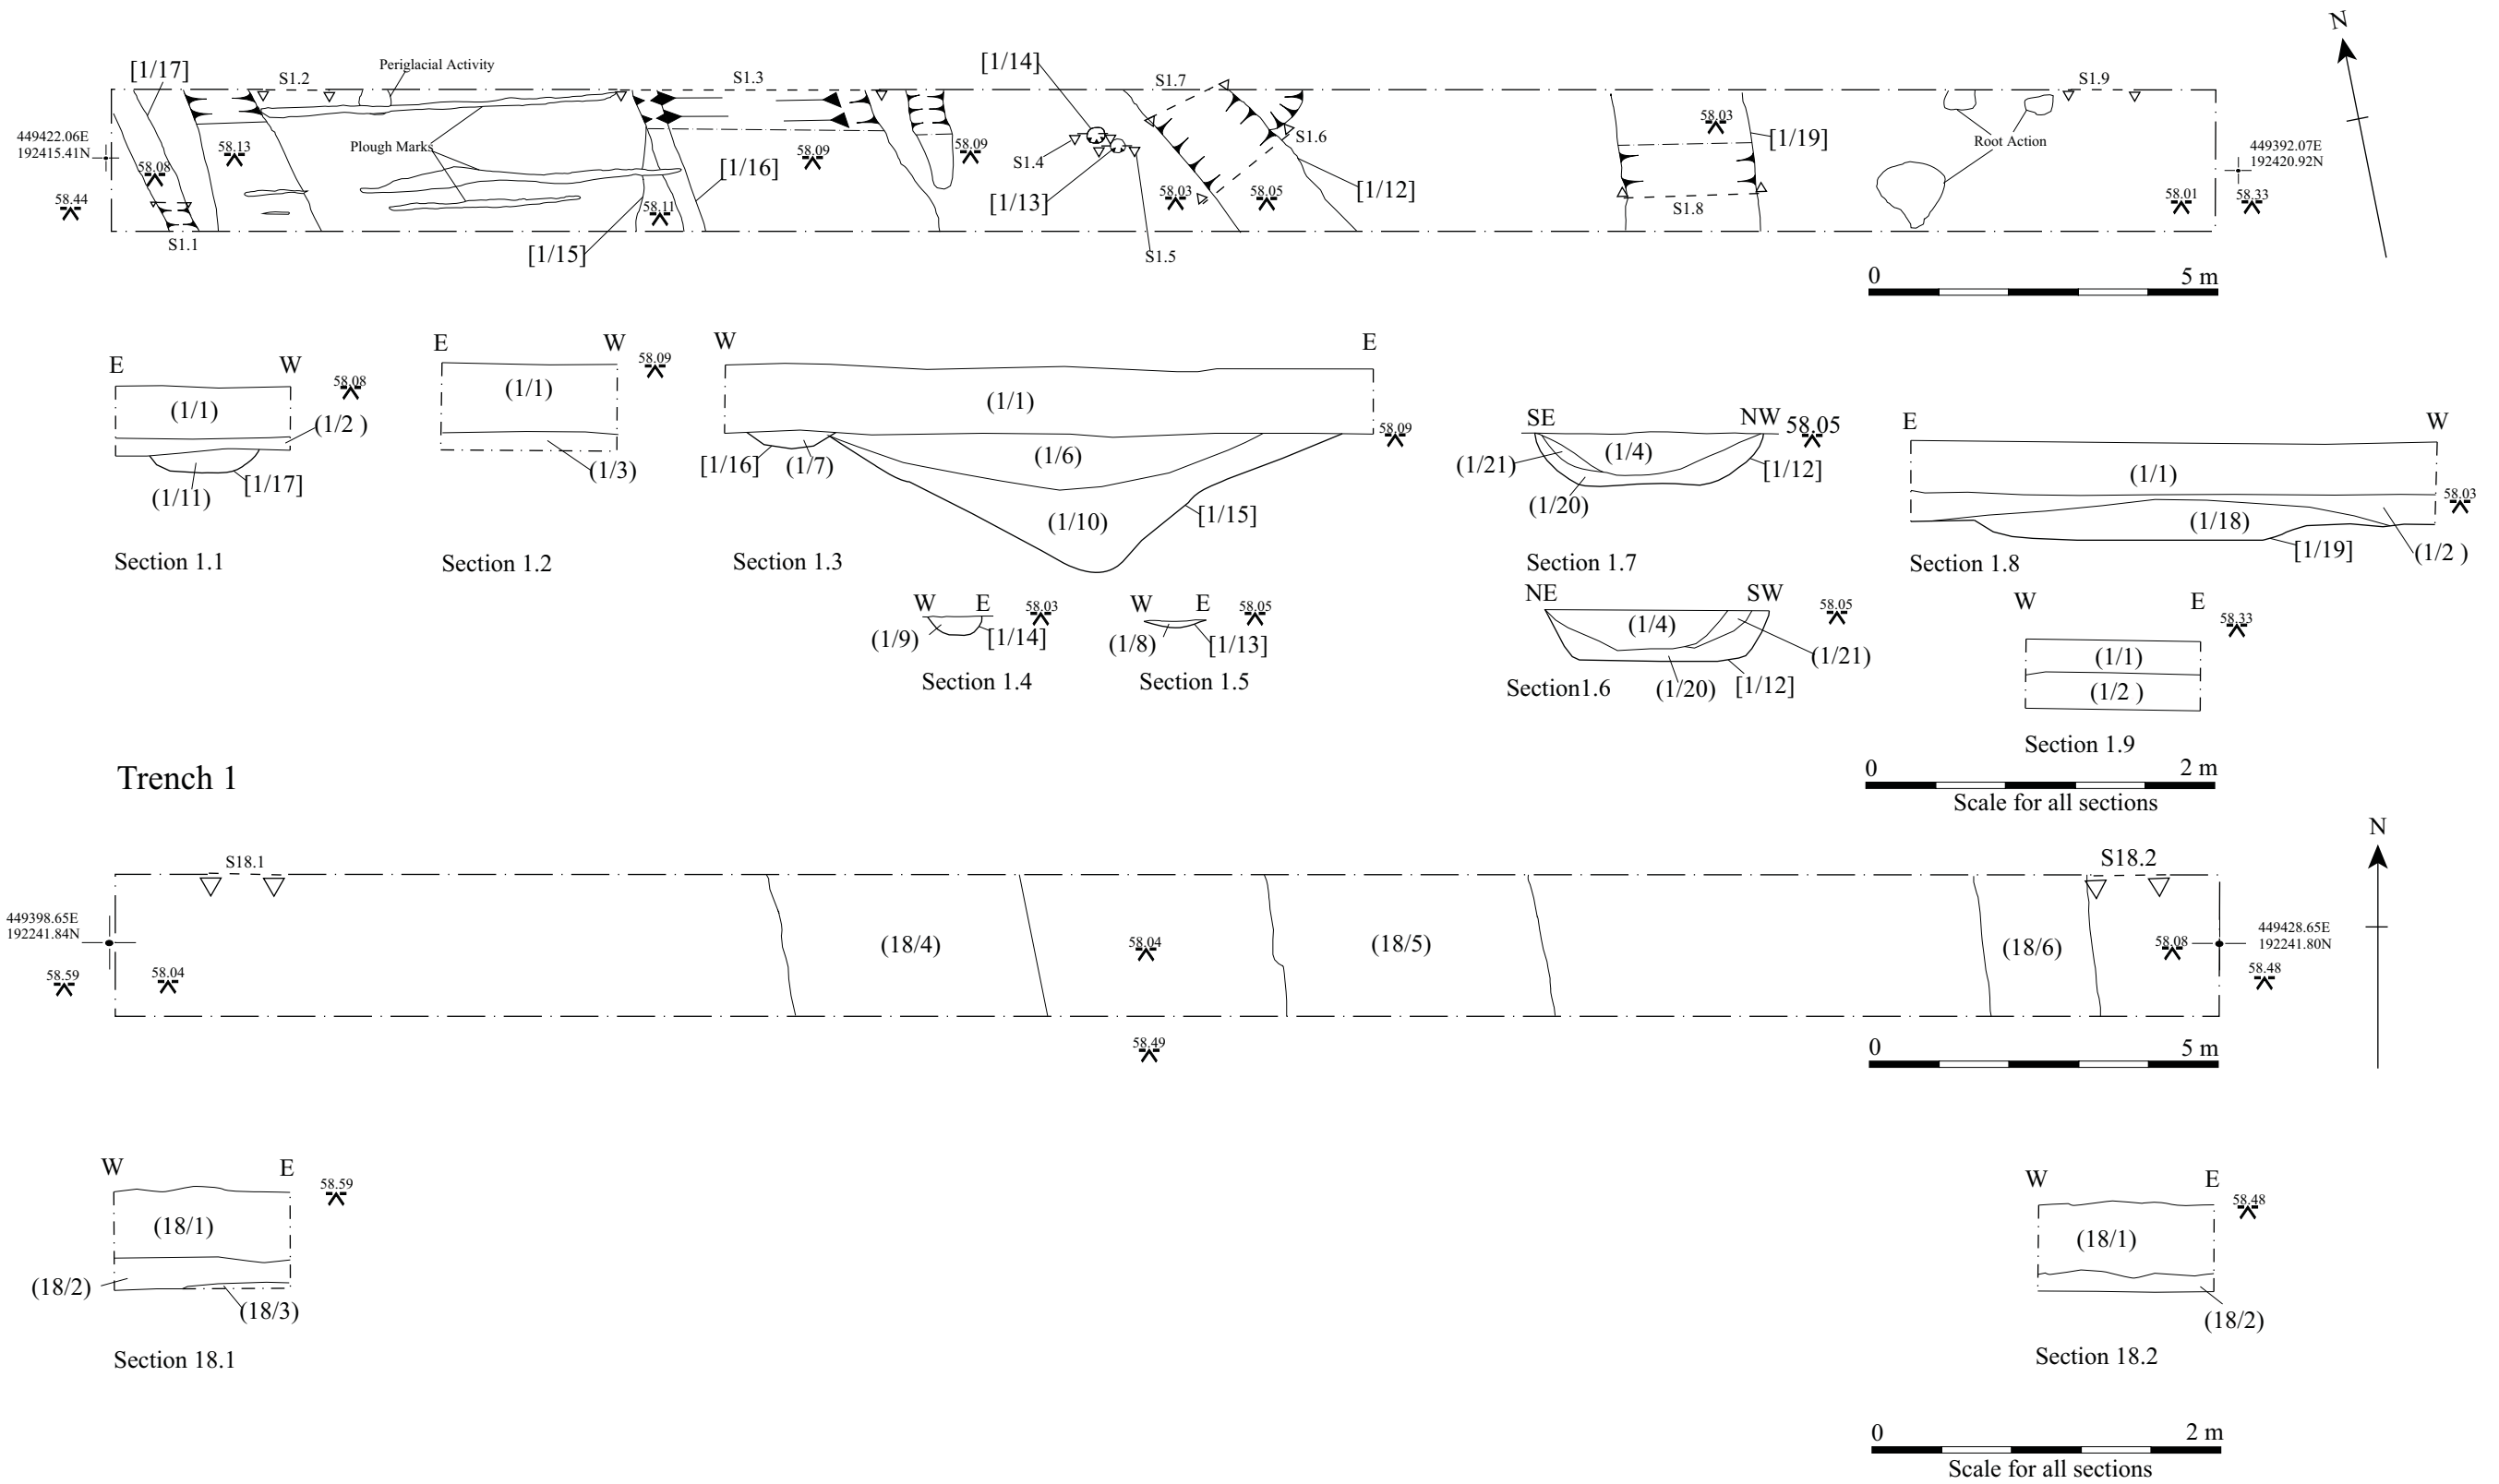 N
[1/14]
[1/17]
Periglacial Activity
S1.2
S1.3
S1.7
S1.9
449422.06E
192415.41N
58.08
58.13
Plough Marks
58.09
58.09
S1.4
S1.6
58.03
[1/19]
Root Action
449392.07E
192420.92N
[1/16]
[1/12]
58.44
58.11
[1/13]
58.03
58.05
S1.8
58.01
58.33
S1.1
[1/15]
S1.5
0 5 m
E W
58.08
(1/1)
(1/2 )
(1/11)
[1/17]
Section 1.1
E W
58.09
(1/1)
(1/3)
Section 1.2
W E
(1/1)
58.09
[1/16]
(1/7)
(1/6)
(1/10)
[1/15]
Section 1.3
W E
58.03
(1/9)
[1/14]
Section 1.4
W E
58.05
(1/8)
[1/13]
Section 1.5
SE NW
58.05
(1/4)
(1/21)
[1/12]
(1/20)
Section 1.7
NE SW
58.05
(1/4)
(1/21)
(1/20)
[1/12]
Section1.6
E W
(1/1)
58.03
(1/18)
[1/19]
(1/2 )
Section 1.8
W E
58.33
(1/1)
(1/2 )
Section 1.9
Trench 1
0 2 m
Scale for all sections
N
S18.1
S18.2
449398.65E
192241.84N
(18/4)
58.04
(18/5)
(18/6)
58.08
449428.65E
192241.80N
58.59
58.04
58.48
58.49
0 5 m
W E
58.59
(18/1)
(18/2)
(18/3)
Section 18.1
W E
58.48
(18/1)
(18/2)
Section 18.2
0 2 m
Scale for all sections